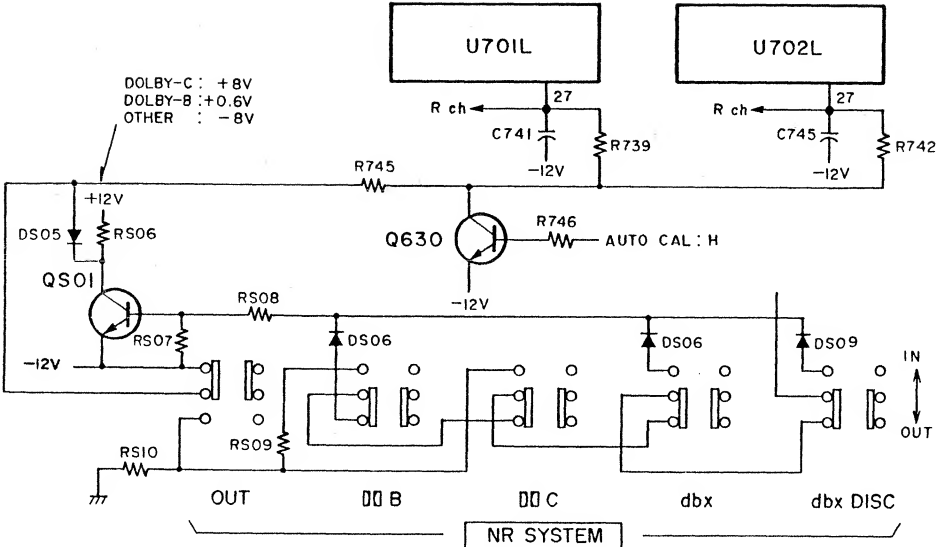 U701L
U702L
DOLBY-C : +8V
DOLBY-B : +0.6V
OTHER : -8V
R ch
27
R ch
27
C741
R739
C745
R742
-12V
-12V
R745
+12V
DS05
RS06
Q630
R746
AUTO CAL : H
QS01
-12V
RS08
RS07
DS06
DS06
DS09
-12V
IN
OUT
RS09
RS10
OUT
B
C
dbx
dbx DISC
NR SYSTEM